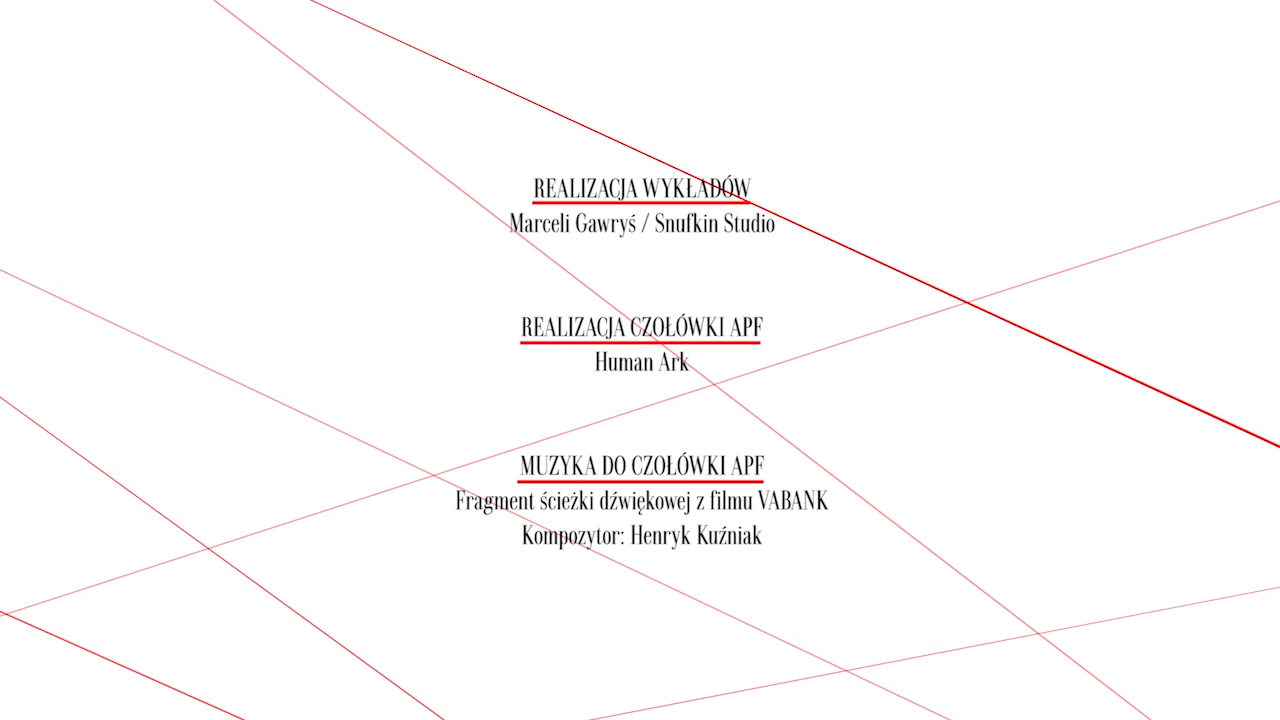 REALIZACJA WYKŁADÓW
Marceli Gawryś / Snufkin Studio
REALIZACJA CZOŁÓWKI APF
Human Ark
MUZYKA DO CZOŁÓWKI APF
Fragment ścieżki dźwiękowej z filmu VABANK
Kompozytor: Henryk Kuźniak